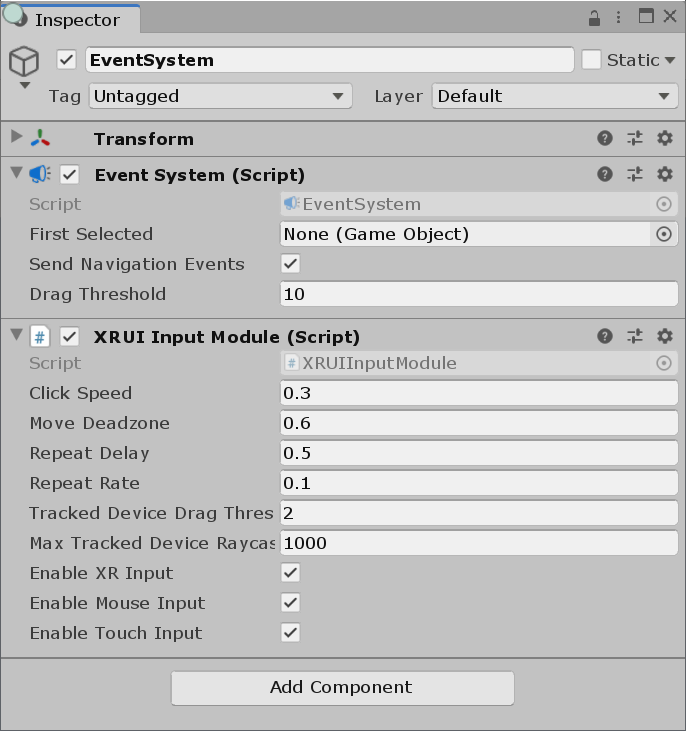 Inspector
EventSystem Static
Tag Untagged Layer Default
Transform
Event System (Script)
Script EventSystem
First Selected None (Game Object)
Send Navigation Events
Drag Threshold 10
# XRUI Input Module (Script)
Script # XRUIInputModule
Click Speed 0.3
Move Deadzone 0.6
Repeat Delay 0.5
Repeat Rate 0.1
Tracked Device Drag Thres 2
Max Tracked Device Raycas 1000
Enable XR Input
Enable Mouse Input
Enable Touch Input
Add Component